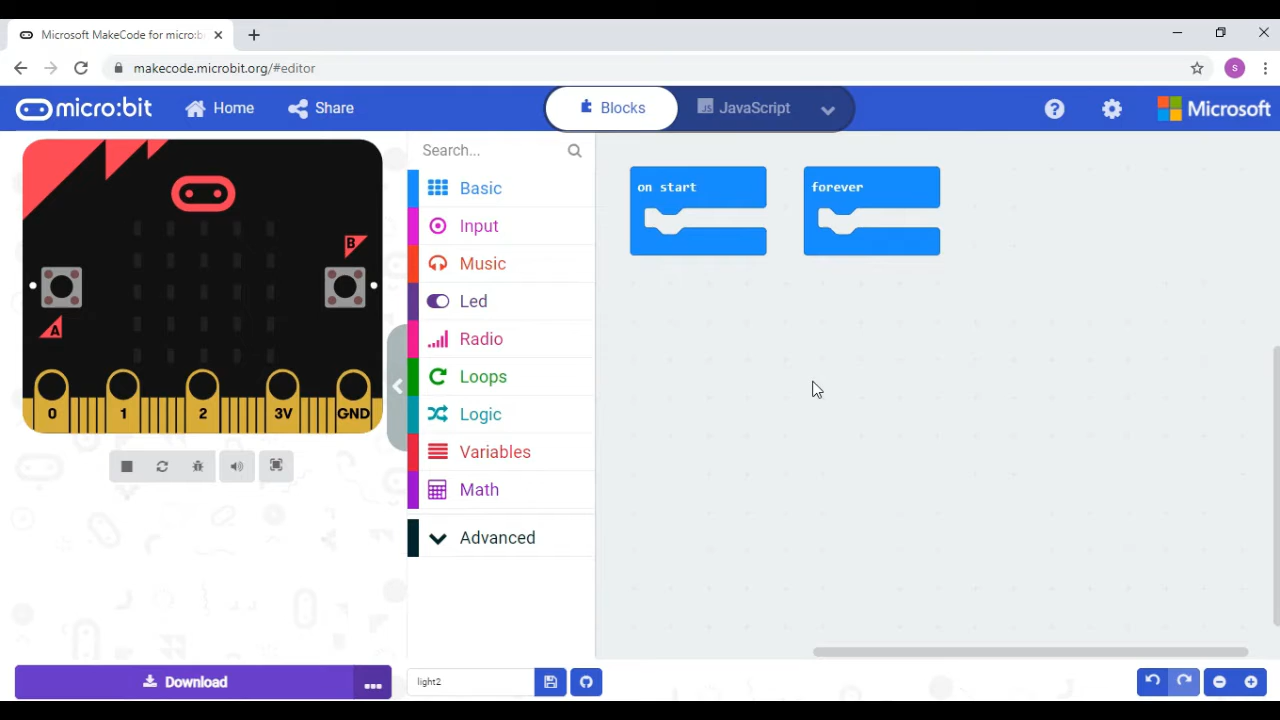 Microsoft MakeCode for micro:b
makecode.microbit.org/#editor
s
micro:bit
Home
Share
Blocks
JS
JavaScript
?
Microsoft
Search...
Basic
Input
Music
Led
Radio
Loops
Logic
Variables
Math
Advanced
on start
forever
B
A
0 1 2 3V GND
Download
...
light2